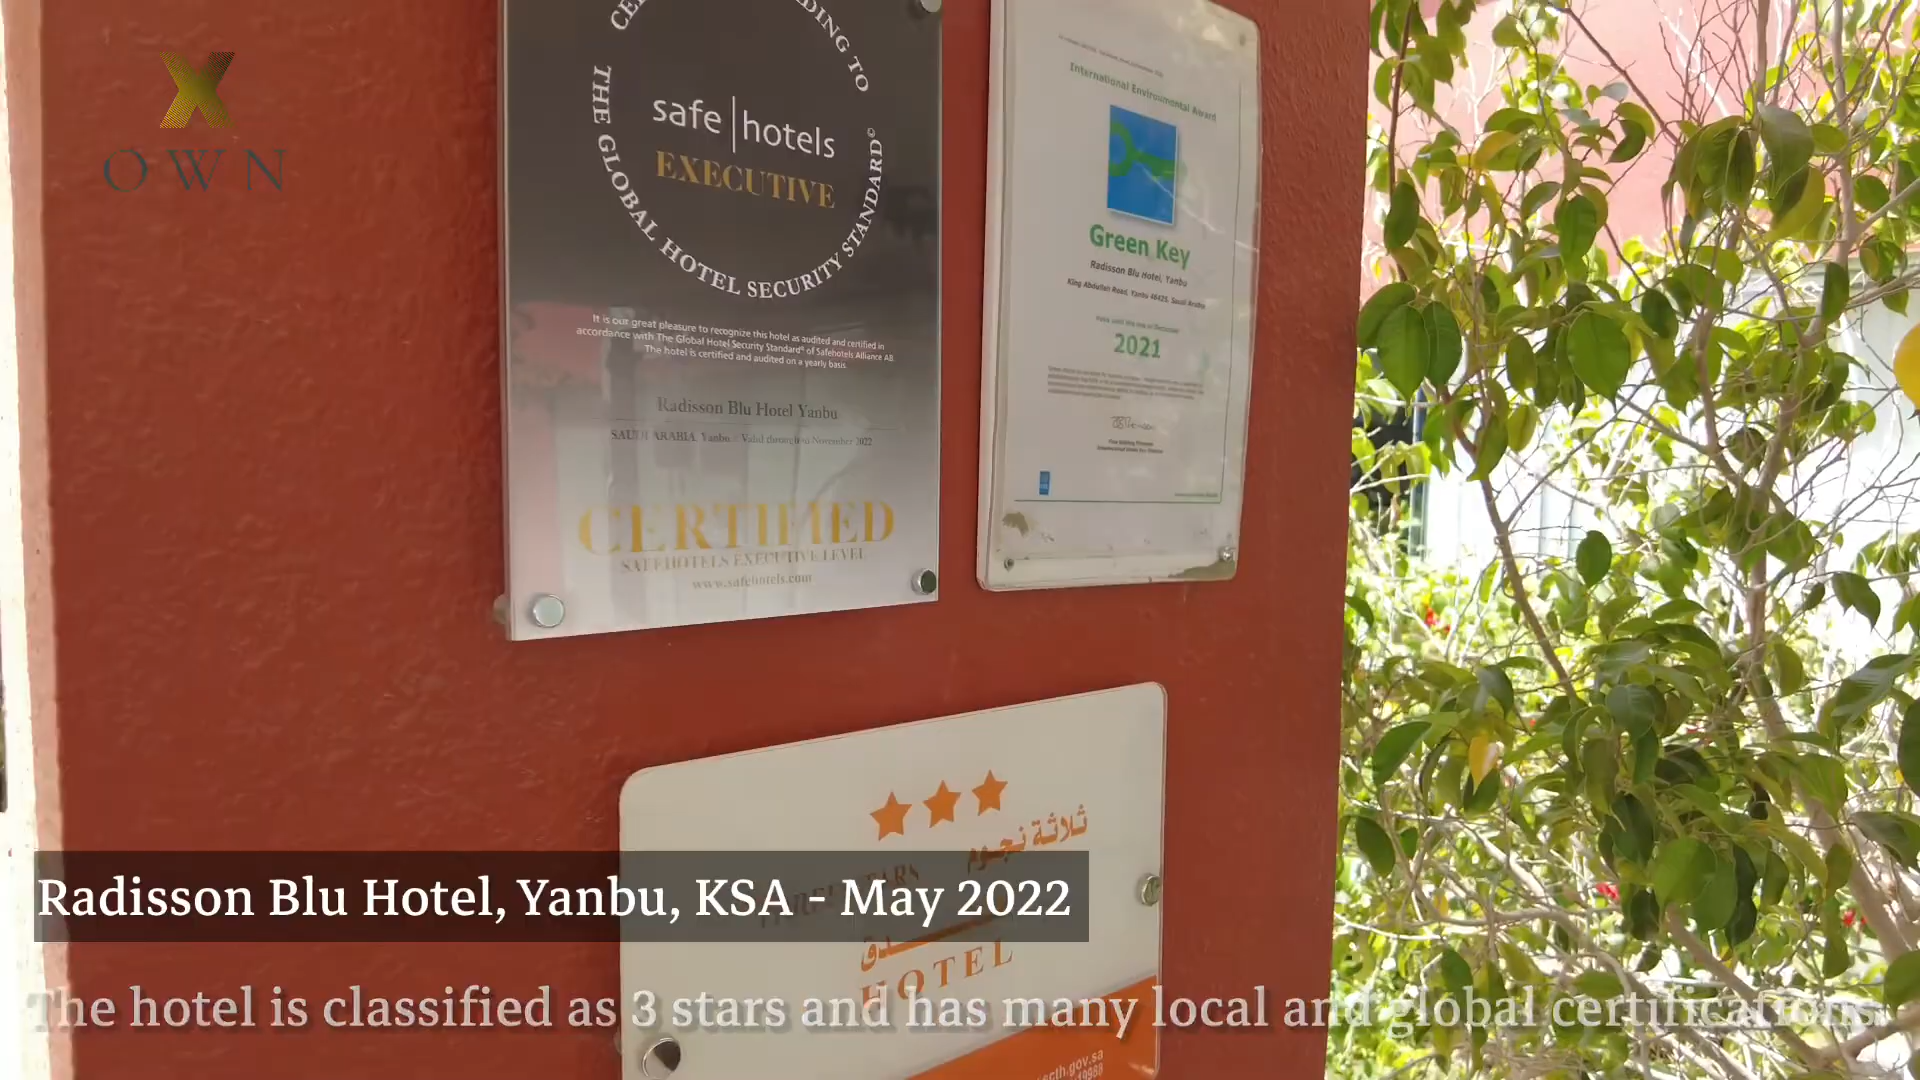 OWN
THE GLOBAL HOTEL SECURITY STANDARD©
safe|hotels
EXECUTIVE
It is our great pleasure to recognize this hotel as audited and certified in
accordance with The Global Hotel Security Standard® of Safehotels Alliance AB.
The hotel is certified and audited on a yearly basis.
Radisson Blu Hotel Yanbu
SAUDI ARABIA, Yanbu - Valid through to November 2022
CERTIFIED
SAFEHOTELS EXECUTIVE LEVEL
www.safehotels.com
International Environmental Award
Green Key
Radisson Blu Hotel, Yanbu
King Abdullah Road, Yanbu 46425, Saudi Arabia
2021
ثلاثة نجوم
HOTEL
Radisson Blu Hotel, Yanbu, KSA - May 2022
The hotel is classified as 3 stars and has many local and global certifications.